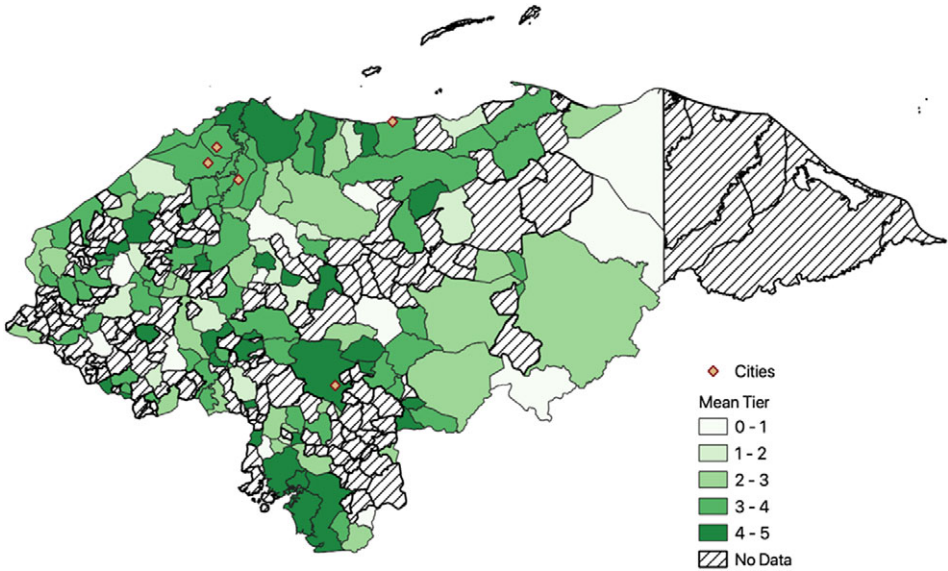 Cities
Mean Tier
0 - 1
1 - 2
2 - 3
3 - 4
4 - 5
No Data